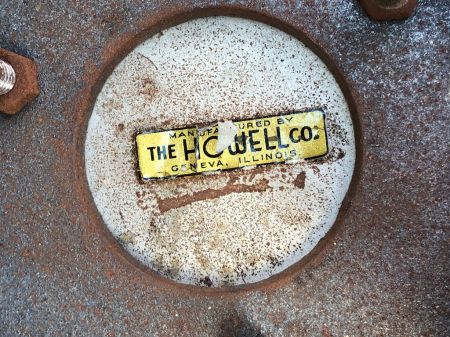 MANUFACTURED BY
THE HOWELL CO.
GENEVA, ILLINOIS